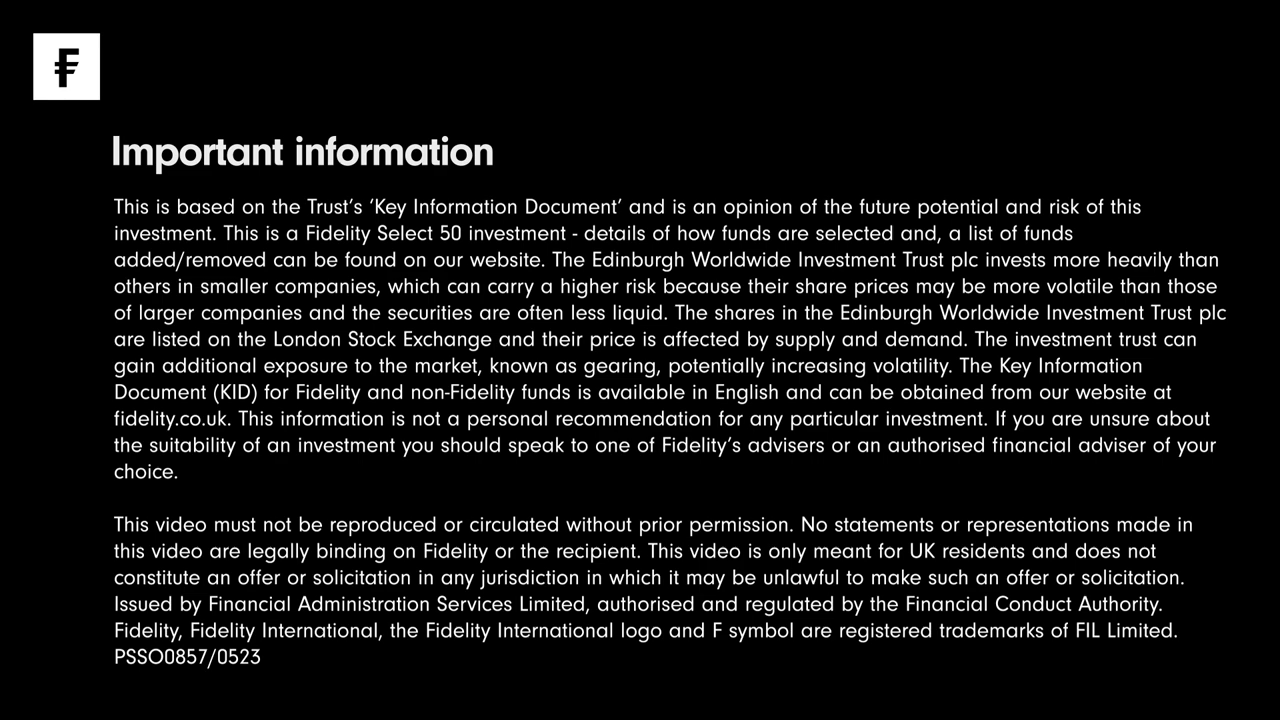 Important information
This is based on the Trust’s ‘Key Information Document’ and is an opinion of the future potential and risk of this
investment. This is a Fidelity Select 50 investment - details of how funds are selected and, a list of funds
added/removed can be found on our website. The Edinburgh Worldwide Investment Trust plc invests more heavily than
others in smaller companies, which can carry a higher risk because their share prices may be more volatile than those
of larger companies and the securities are often less liquid. The shares in the Edinburgh Worldwide Investment Trust plc
are listed on the London Stock Exchange and their price is affected by supply and demand. The investment trust can
gain additional exposure to the market, known as gearing, potentially increasing volatility. The Key Information
Document (KID) for Fidelity and non-Fidelity funds is available in English and can be obtained from our website at
fidelity.co.uk. This information is not a personal recommendation for any particular investment. If you are unsure about
the suitability of an investment you should speak to one of Fidelity’s advisers or an authorised financial adviser of your
choice.
This video must not be reproduced or circulated without prior permission. No statements or representations made in
this video are legally binding on Fidelity or the recipient. This video is only meant for UK residents and does not
constitute an offer or solicitation in any jurisdiction in which it may be unlawful to make such an offer or solicitation.
Issued by Financial Administration Services Limited, authorised and regulated by the Financial Conduct Authority.
Fidelity, Fidelity International, the Fidelity International logo and F symbol are registered trademarks of FIL Limited.
PSSO0857/0523